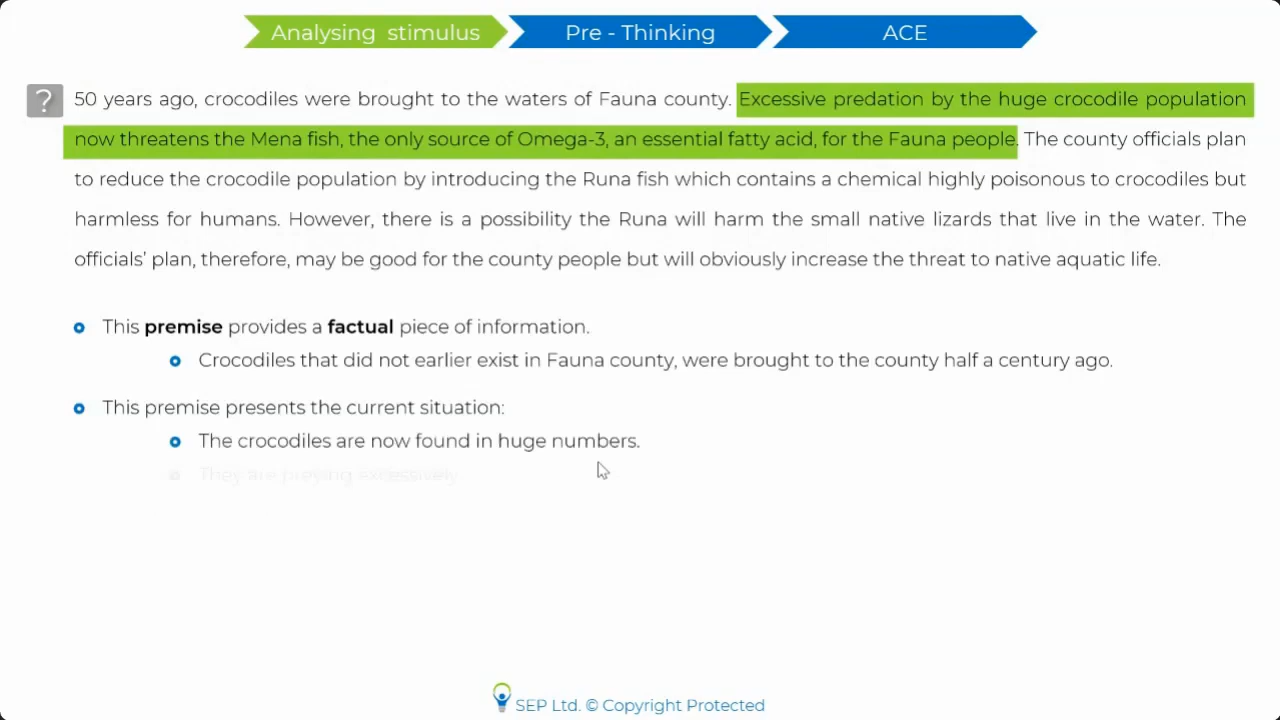 Analysing stimulus
Pre - Thinking
ACE
?
50 years ago, crocodiles were brought to the waters of Fauna county. Excessive predation by the huge crocodile population
now threatens the Mena fish, the only source of Omega-3, an essential fatty acid, for the Fauna people. The county officials plan
to reduce the crocodile population by introducing the Runa fish which contains a chemical highly poisonous to crocodiles but
harmless for humans. However, there is a possibility the Runa will harm the small native lizards that live in the water. The
officials' plan, therefore, may be good for the county people but will obviously increase the threat to native aquatic life.
This premise provides a factual piece of information.
Crocodiles that did not earlier exist in Fauna county, were brought to the county half a century ago.
This premise presents the current situation:
The crocodiles are now found in huge numbers.
They are preying excessively
SEP Ltd. © Copyright Protected